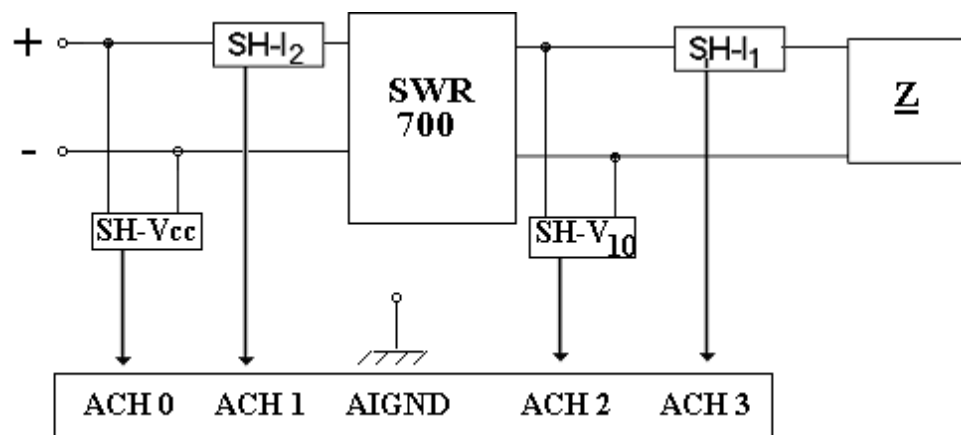 + SH-I2 SH-I1
SWR
700
Z
-
SH-Vcc SH-V10
ACH 0 ACH 1 AIGND ACH 2 ACH 3